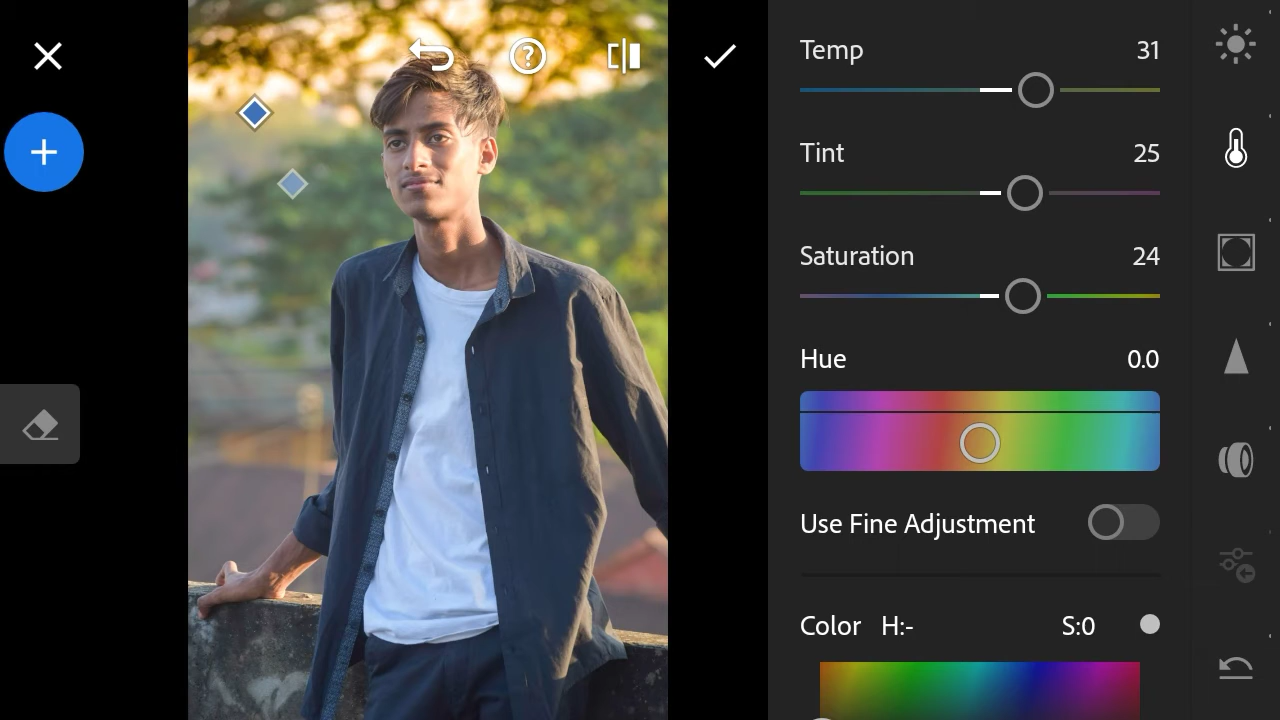 Temp 31
Tint 25
Saturation 24
Hue 0.0
Use Fine Adjustment
Color H:- S:0